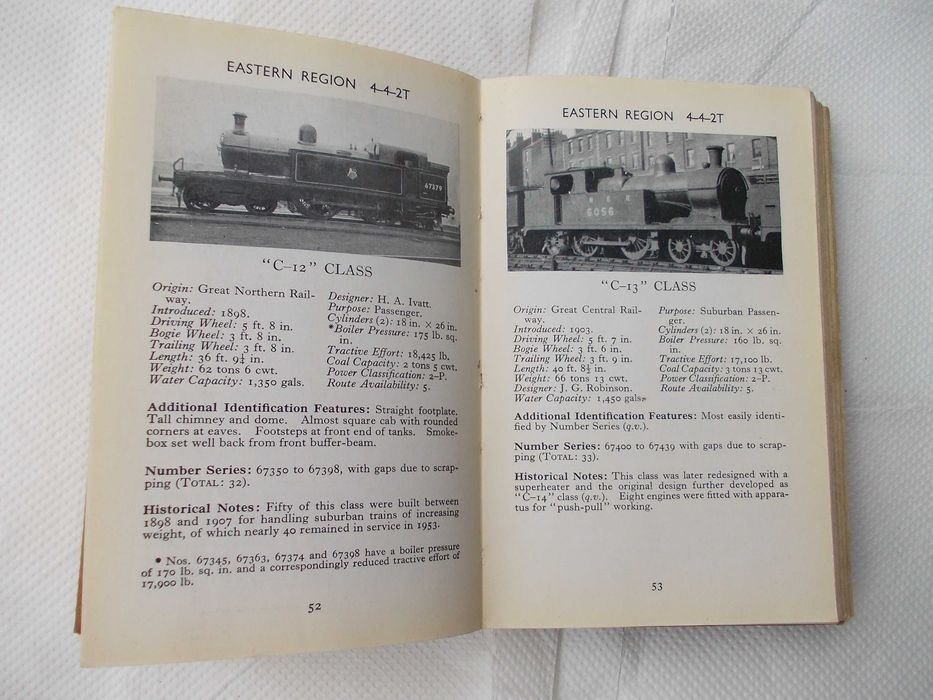 EASTERN REGION 4-4-2T
67379
"C-12" CLASS
Origin: Great Northern Rail-
way.
Introduced: 1898.
Driving Wheel: 5 ft. 8 in.
Bogie Wheel: 3 ft. 8 in.
Trailing Wheel: 3 ft. 8 in.
Length: 36 ft. 9¼ in.
Weight: 62 tons 6 cwt.
Water Capacity: 1,350 gals.
Designer: H. A. Ivatt.
Purpose: Passenger.
Cylinders (2): 18 in. × 26 in.
*Boiler Pressure: 175 lb. sq.
in.
Tractive Effort: 18,425 lb.
Coal Capacity: 2 tons 5 cwt.
Power Classification: 2-P.
Route Availability: 5.
Additional Identification Features: Straight footplate.
Tall chimney and dome. Almost square cab with rounded
corners at eaves. Footsteps at front end of tanks. Smoke-
box set well back from front buffer-beam.
Number Series: 67350 to 67398, with gaps due to scrap-
ping (TOTAL: 32).
Historical Notes: Fifty of this class were built between
1898 and 1907 for handling suburban trains of increasing
weight, of which nearly 40 remained in service in 1953.
* Nos. 67345, 67363, 67374 and 67398 have a boiler pressure
of 170 lb. sq. in. and a correspondingly reduced tractive effort of
17,900 lb.
52
EASTERN REGION 4-4-2T
N E R
6056
"C-13" CLASS
Origin: Great Central Rail-
way.
Introduced: 1903.
Driving Wheel: 5 ft. 7 in.
Bogie Wheel: 3 ft. 6 in.
Trailing Wheel: 3 ft. 9 in.
Length: 40 ft. 8½ in.
Weight: 66 tons 13 cwt.
Designer: J. G. Robinson.
Water Capacity: 1,450 gals.
Purpose: Suburban Passen-
ger.
Cylinders (2): 18 in. × 26 in.
Boiler Pressure: 160 lb. sq.
in.
Tractive Effort: 17,100 lb.
Coal Capacity: 3 tons 13 cwt.
Power Classification: 2-P.
Route Availability: 5.
Additional Identification Features: Most easily identi-
fied by Number Series (q.v.).
Number Series: 67400 to 67439 with gaps due to scrap-
ping (TOTAL: 33).
Historical Notes: This class was later redesigned with a
superheater and the original design further developed as
"C-14" class (q.v.). Eight engines were fitted with appara-
tus for "push-pull" working.
53